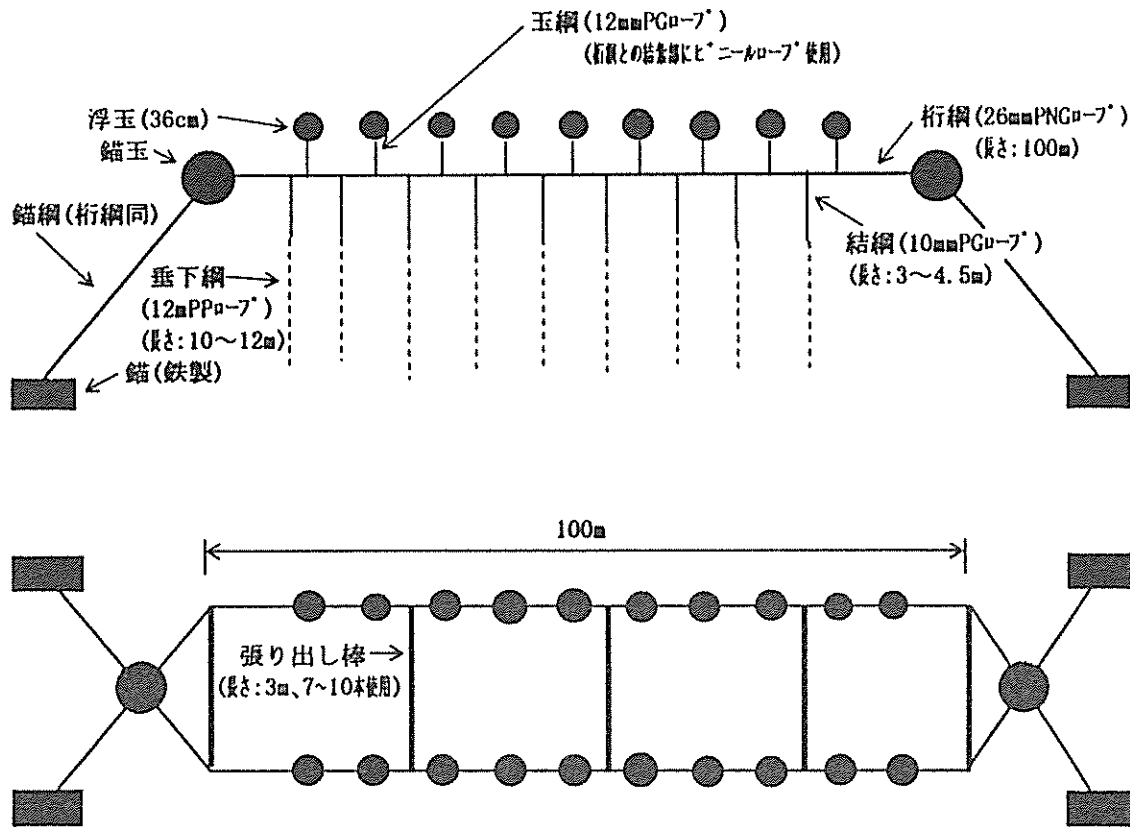 玉綱(12mmPGロープ)
(桁綱との結着部にビニールロープ使用)
浮玉(36cm)
錨玉
桁綱(26mmPNGロープ)
(長さ:100m)
錨綱(桁綱同)
結綱(10mmPGロープ)
(長さ:3〜4.5m)
垂下綱
(12mPPロープ)
(長さ:10〜12m)
錨(鉄製)
100m
張り出し棒
(長さ:3m、7~10本使用)